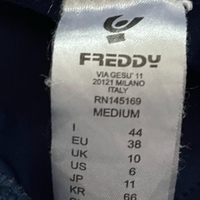 FREDDY
VIA GESU' 11
20121 MILANO
ITALY
RN145169
MEDIUM
I 44
EU 38
UK 10
US 6
JP 11
KR 66